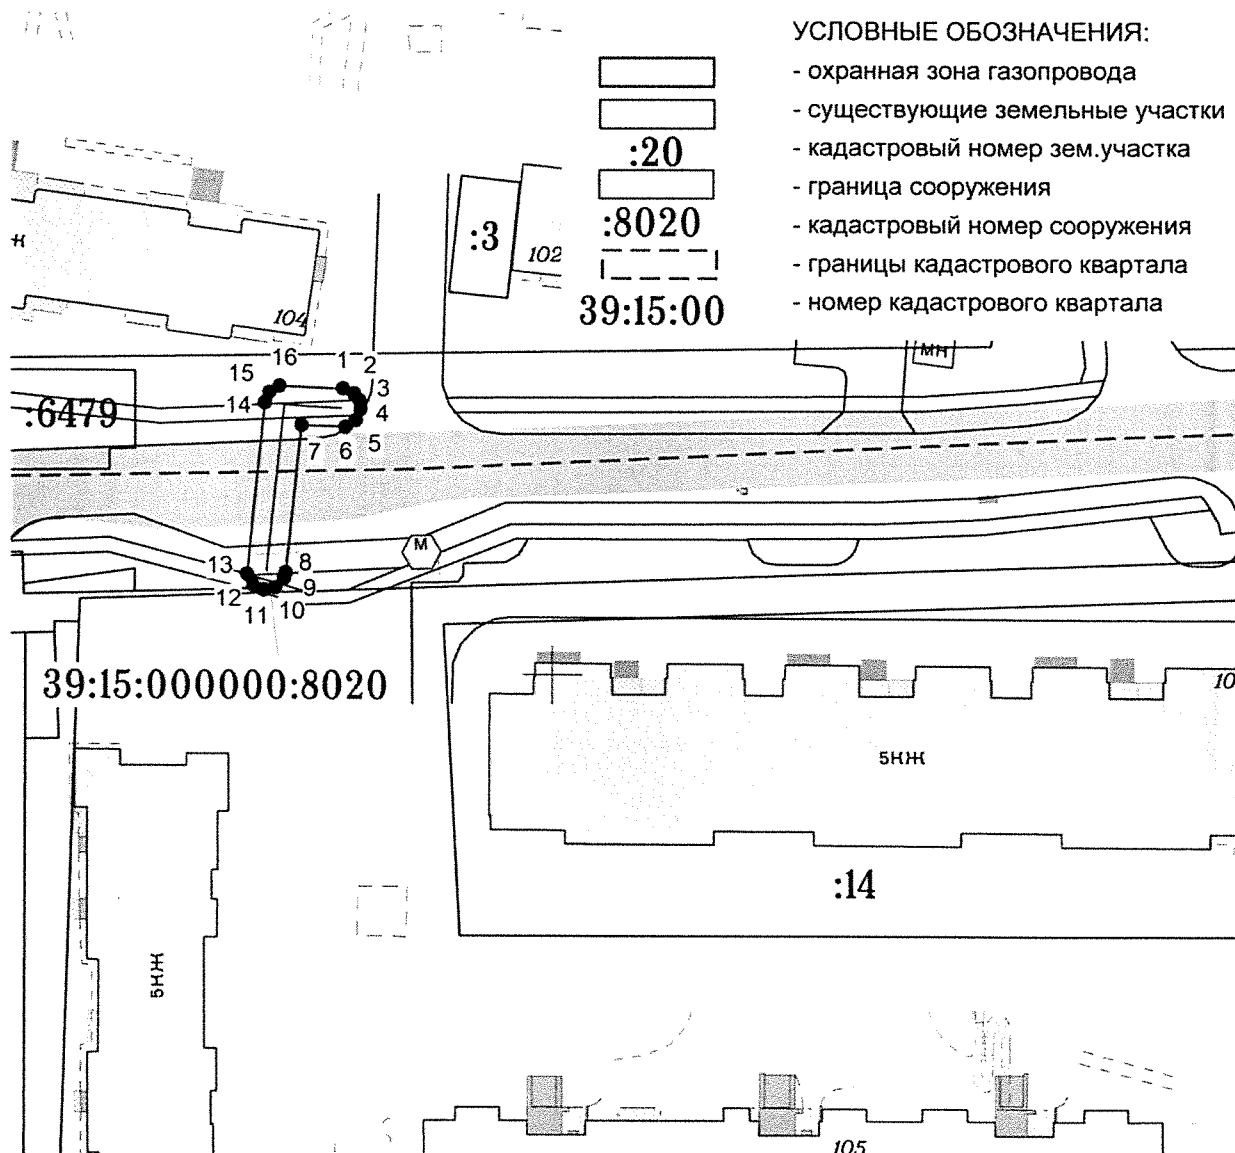 УСЛОВНЫЕ ОБОЗНАЧЕНИЯ:
- охранная зона газопровода
- существующие земельные участки
:20 - кадастровый номер зем.участка
- граница сооружения
:8020 - кадастровый номер сооружения
- границы кадастрового квартала
39:15:00 - номер кадастрового квартала
:3
102
ж
104
МН
16
1
2
15
3
14
4
:6479
5
7
6
М
13
8
9
12
11
10
39:15:000000:8020
10
5НЖ
:14
5НЖ
105